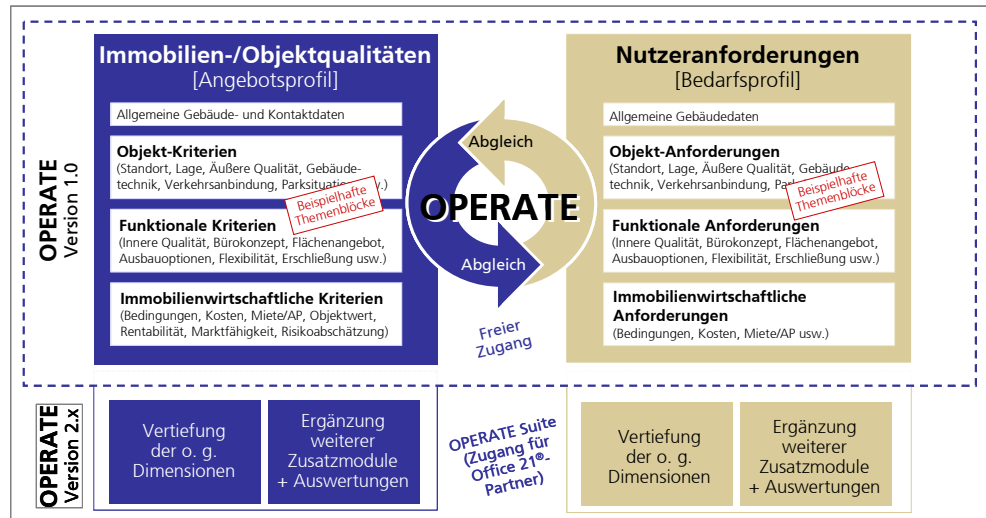 Immobilien-/Objektqualitäten
[Angebotsprofil]
Allgemeine Gebäude- und Kontaktdaten
Objekt-Kriterien
(Standort, Lage, Äußere Qualität, Gebäude-
technik, Verkehrsanbindung, Parksituation
Beispielhafte
Themenblöcke
Funktionale Kriterien
(Innere Qualität, Bürokonzept, Flächenangebot,
Ausbauoptionen, Flexibilität, Erschließung usw.)
Immobilienwirtschaftliche Kriterien
(Bedingungen, Kosten, Miete/AP, Objektwert,
Rentabilität, Marktfähigkeit, Risikoabschätzung)
Abgleich
OPERATE
Abgleich
Freier
Zugang
Nutzeranforderungen
[Bedarfsprofil]
Allgemeine Gebäudedaten
Objekt-Anforderungen
(Standort, Lage, Äußere Qualität, Gebäude-
technik, Verkehrsanbindung,
Beispielhafte
Themenblöcke
Funktionale Anforderungen
(Innere Qualität, Bürokonzept, Flächenangebot,
Ausbauoptionen, Flexibilität, Erschließung usw.)
Immobilienwirtschaftliche
Anforderungen
(Bedingungen, Kosten, Miete/AP usw.)
OPERATE
Version 1.0
OPERATE
Version 2.x
Vertiefung
der o. g.
Dimensionen
Ergänzung
weiterer
Zusatzmodule
+ Auswertungen
OPERATE Suite
(Zugang für
Office 21®-
Partner)
Vertiefung
der o. g.
Dimensionen
Ergänzung
weiterer
Zusatzmodule
+ Auswertungen